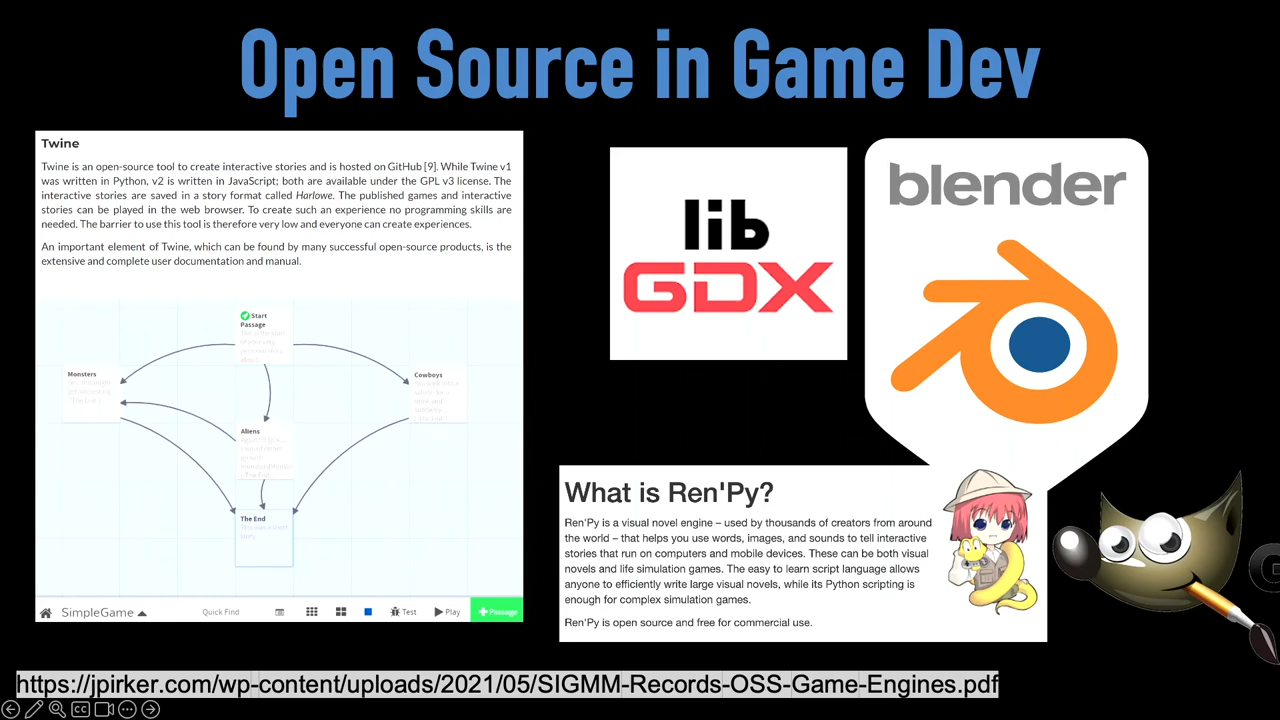 Open Source in Game Dev
Twine
Twine is an open-source tool to create interactive stories and is hosted on GitHub [9]. While Twine v1
was written in Python, v2 is written in JavaScript; both are available under the GPL v3 license. The
interactive stories are saved in a story format called Harlowe. The published games and interactive
stories can be played in the web browser. To create such an experience no programming skills are
needed. The barrier to use this tool is therefore very low and everyone can create experiences.
An important element of Twine, which can be found by many successful open-source products, is the
extensive and complete user documentation and manual.
Start
Passage
Monsters
Cowboys
Aliens
The End
This was a short
story
SimpleGame
Quick Find
Test
Play
Passage
lib
GDX
blender
What is Ren'Py?
Ren'Py is a visual novel engine – used by thousands of creators from around
the world – that helps you use words, images, and sounds to tell interactive
stories that run on computers and mobile devices. These can be both visual
novels and life simulation games. The easy to learn script language allows
anyone to efficiently write large visual novels, while its Python scripting is
enough for complex simulation games.
Ren'Py is open source and free for commercial use.
https://jpirker.com/wp-content/uploads/2021/05/SIGMM-Records-OSS-Game-Engines.pdf
CC